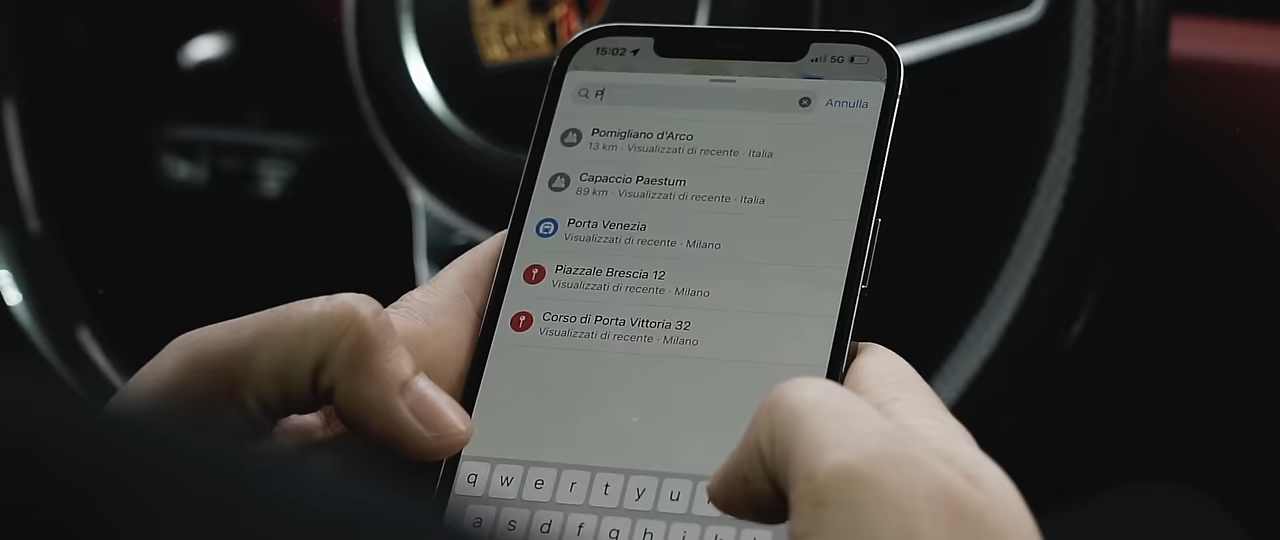 15:02
5G
P
Annulla
Pomigliano d'Arco
13 km · Visualizzati di recente · Italia
Capaccio Paestum
89 km · Visualizzati di recente · Italia
Porta Venezia
Visualizzati di recente · Milano
Piazzale Brescia 12
Visualizzati di recente · Milano
Corso di Porta Vittoria 32
Visualizzati di recente · Milano
q w e r t y u
a s d f g h j k